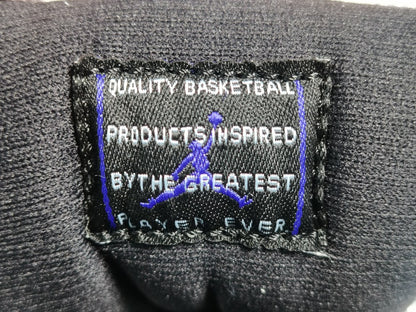 QUALITY BASKETBALL
PRODUCTS INSPIRED
BY THE GREATEST
PLAYER EVER